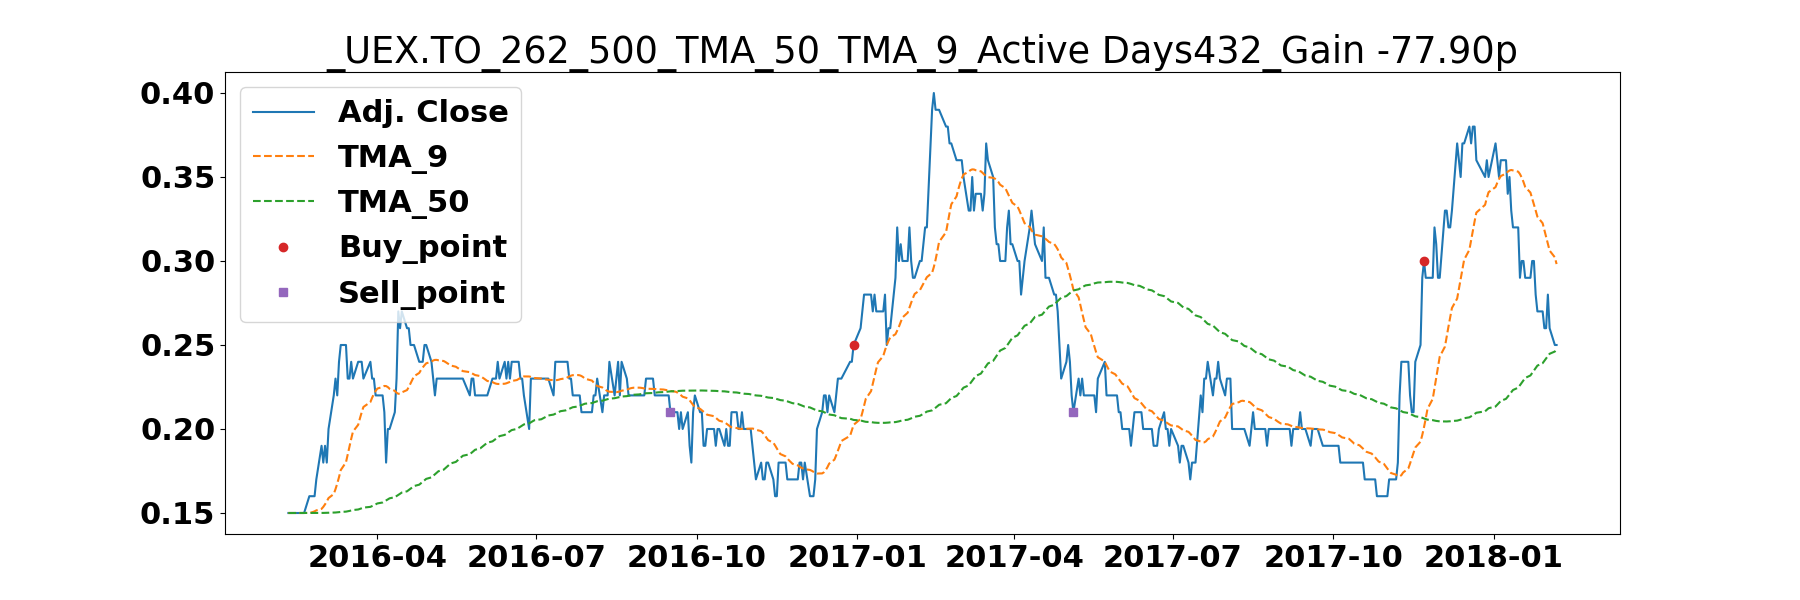 _UEX.TO_262_500_TMA_50_TMA_9_Active Days432_Gain -77.90p
0.40
0.35
0.30
0.25
0.20
0.15
Adj. Close
TMA_9
TMA_50
Buy_point
Sell_point
2016-04 2016-07 2016-10 2017-01 2017-04 2017-07 2017-10 2018-01